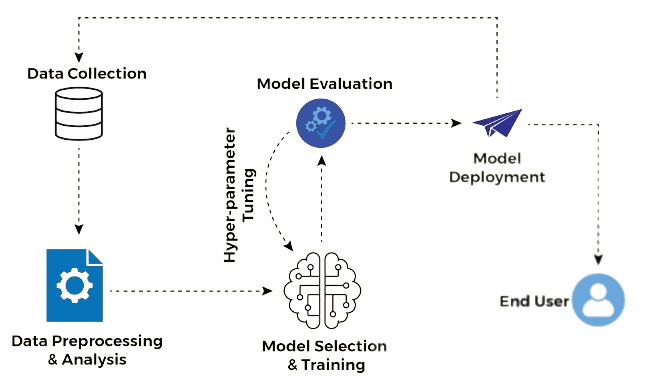 Data Collection
Model Evaluation
Hyper-parameter
Tuning
Model
Deployment
End User
Data Preprocessing
& Analysis
Model Selection
& Training